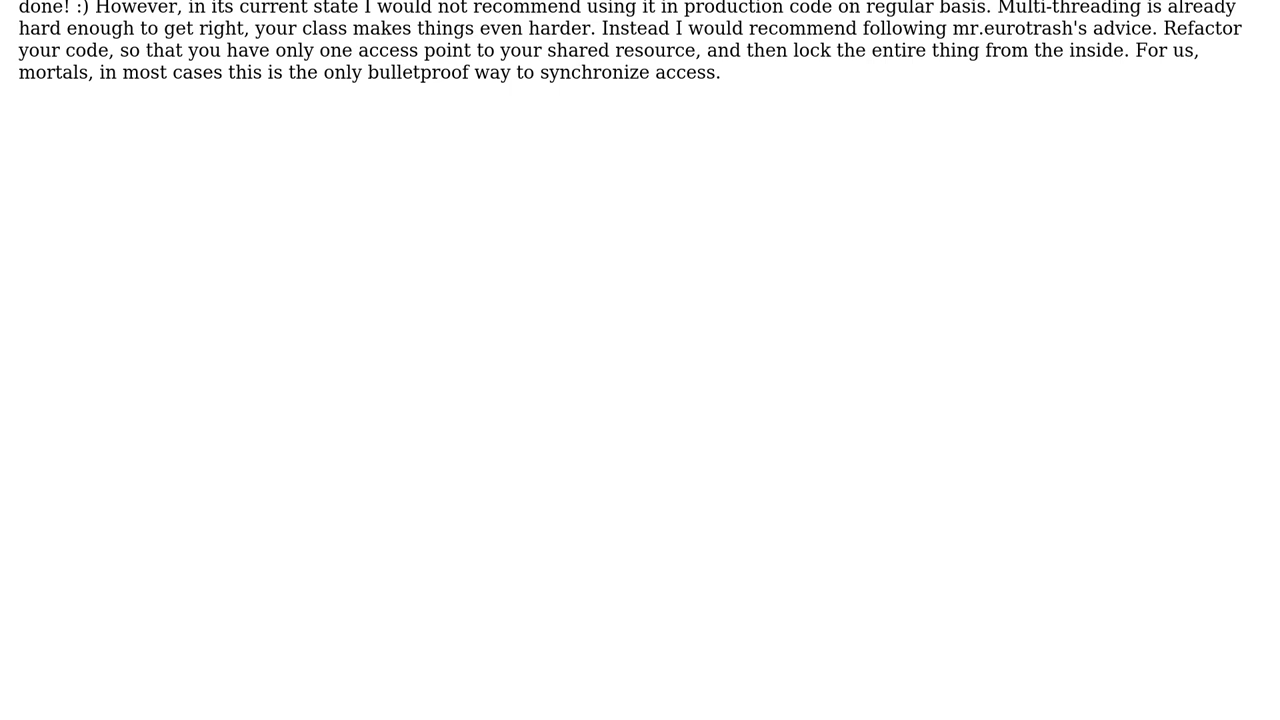 done! :) However, in its current state I would not recommend using it in production code on regular basis. Multi-threading is already
hard enough to get right, your class makes things even harder. Instead I would recommend following mr.eurotrash's advice. Refactor
your code, so that you have only one access point to your shared resource, and then lock the entire thing from the inside. For us,
mortals, in most cases this is the only bulletproof way to synchronize access.